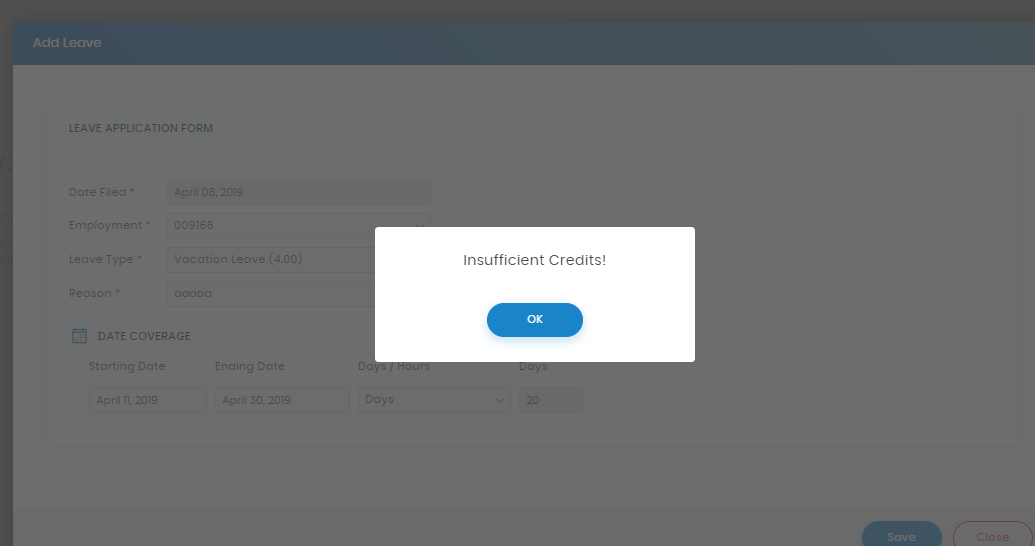 Add Leave
LEAVE APPLICATION FORM
Date Filed * April 08, 2019
Employment * 009166
Leave Type * Vacation Leave (4.00)
Reason * aaaaa
Insufficient Credits!
OK
DATE COVERAGE
Starting Date Ending Date Days / Hours Days
April 11, 2019 April 30, 2019 Days 20
Save Close